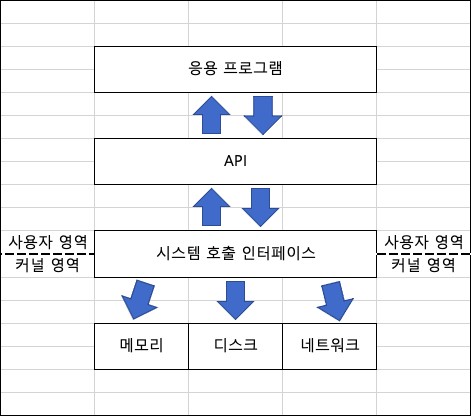 응용 프로그램
API
사용자 영역
시스템 호출 인터페이스
사용자 영역
커널 영역
커널 영역
메모리
디스크
네트워크